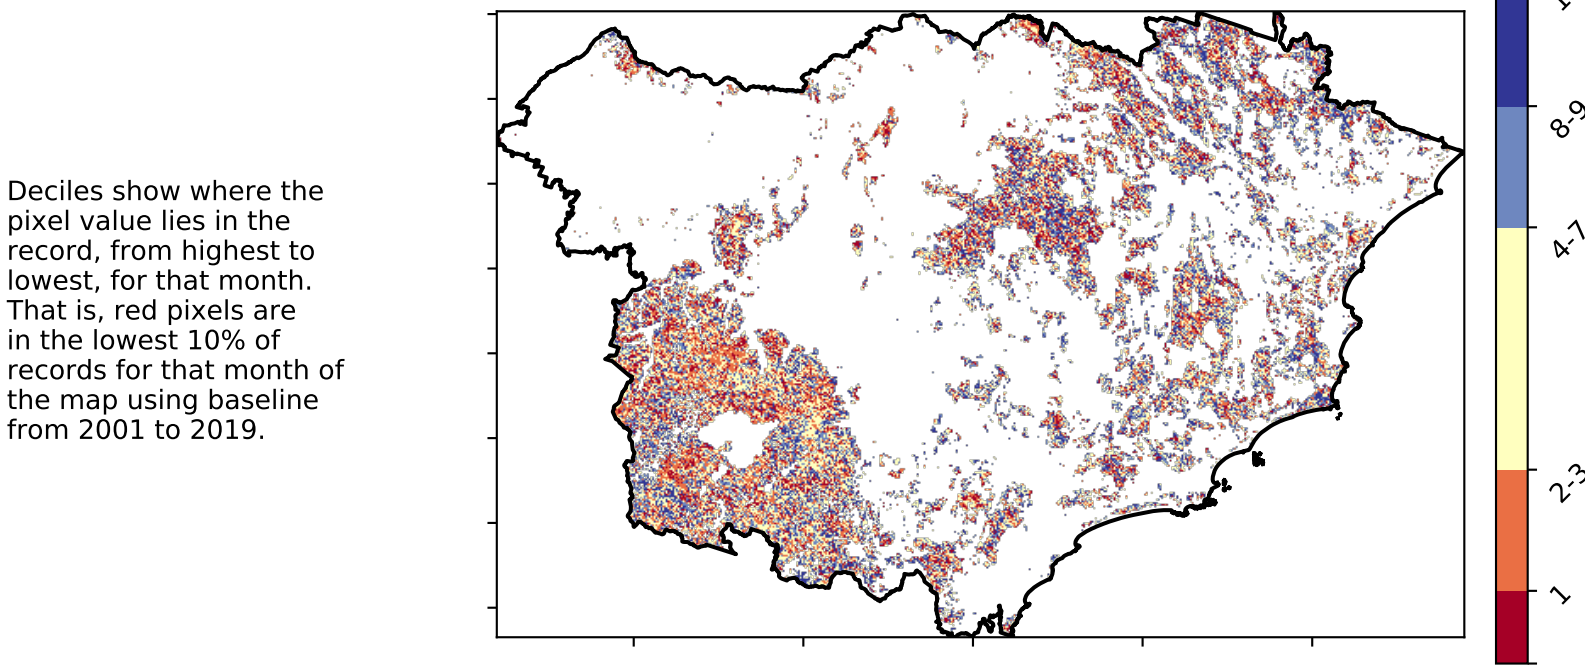 Deciles show where the
pixel value lies in the
record, from highest to
lowest, for that month.
That is, red pixels are
in the lowest 10% of
records for that month of
the map using baseline
from 2001 to 2019.
8-9
4-7
2-3
1